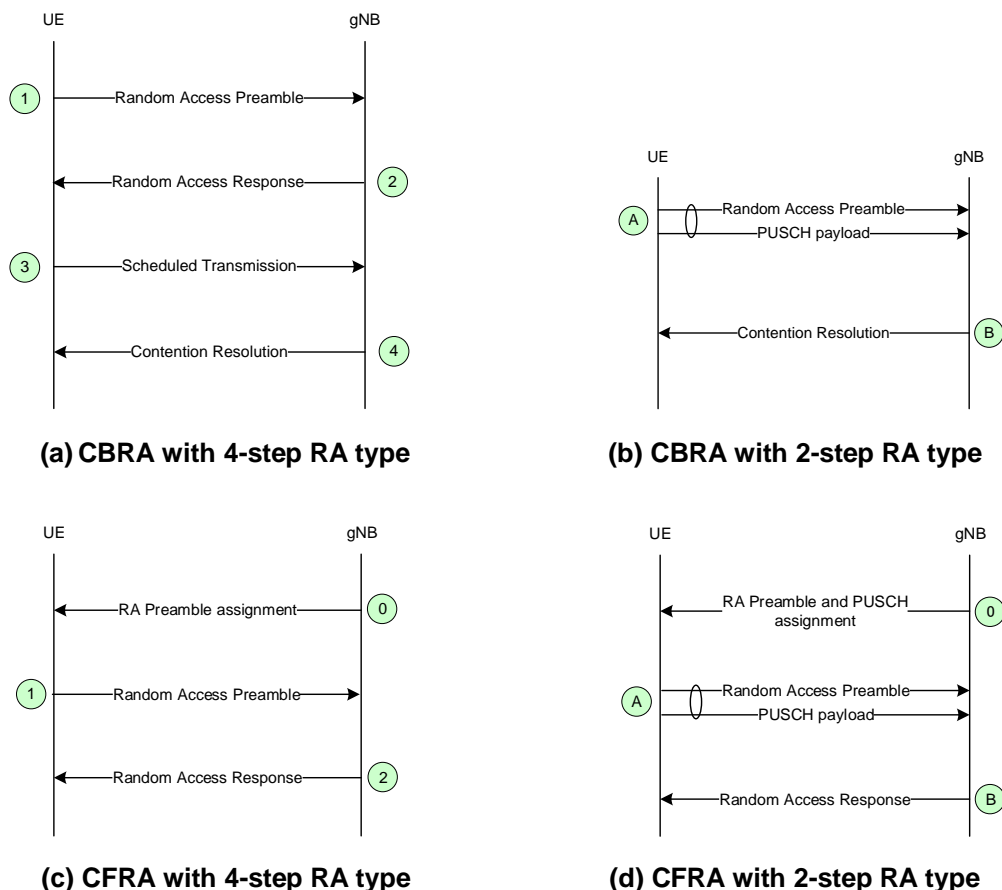 UE
gNB
1
Random Access Preamble
Random Access Response
2
3
Scheduled Transmission
Contention Resolution
4
(a) CBRA with 4-step RA type
UE
gNB
A
Random Access Preamble
PUSCH payload
Contention Resolution
B
(b) CBRA with 2-step RA type
UE
gNB
RA Preamble assignment
0
1
Random Access Preamble
Random Access Response
2
(c) CFRA with 4-step RA type
UE
gNB
RA Preamble and PUSCH
assignment
0
A
Random Access Preamble
PUSCH payload
Random Access Response
B
(d) CFRA with 2-step RA type